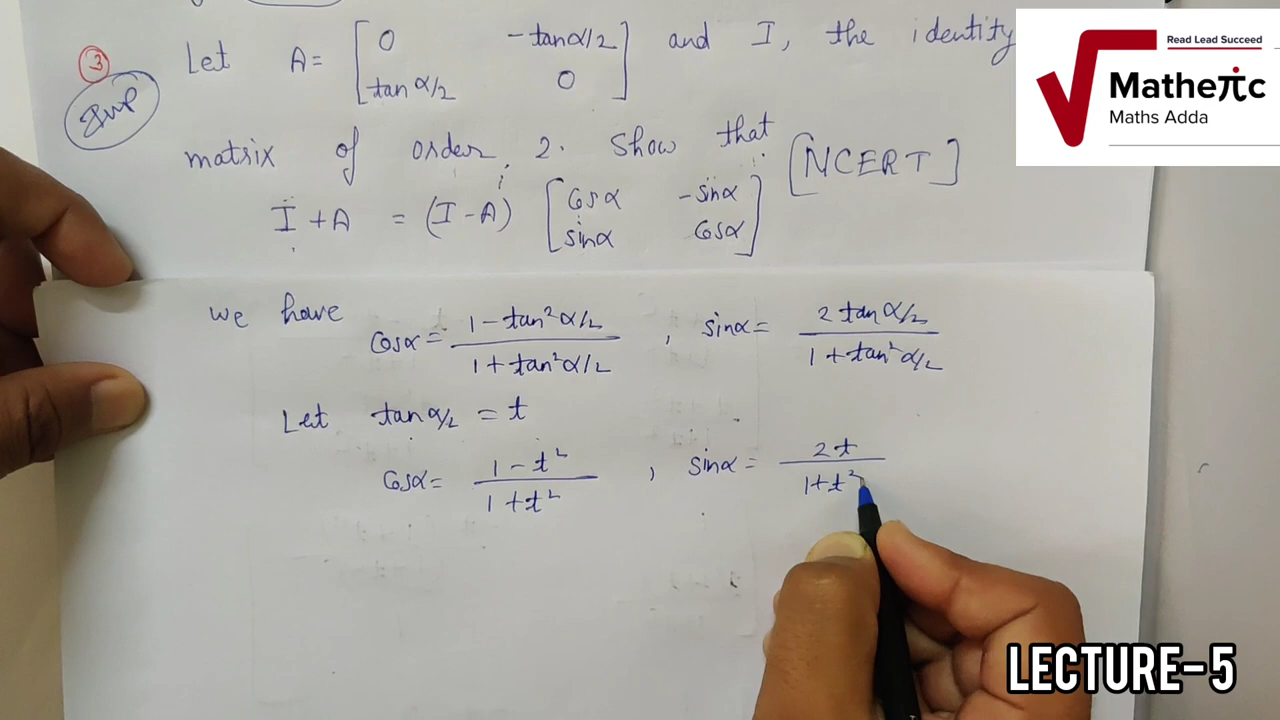 ③ Let A = [0 -tanα/2
tanα/2 0] and I, the identity
Imp
matrix of order 2. Show that [NCERT]
I + A = (I - A) [cosα -sinα
sinα cosα]
we have
cosα = 1 - tan²α/2 / 1 + tan²α/2 , sinα = 2 tanα/2 / 1 + tan²α/2
Let tanα/2 = t
cosα = 1 - t² / 1 + t² , sinα = 2t / 1 + t²
Read Lead Succeed
Matheπc
Maths Adda
LECTURE-5